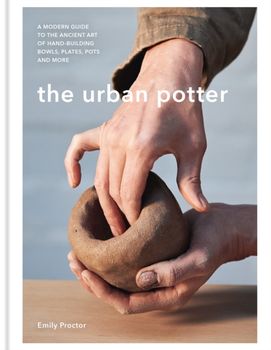 A MODERN GUIDE
TO THE ANCIENT ART
OF HAND-BUILDING
BOWLS, PLATES, POTS
AND MORE
the urban potter
Emily Proctor